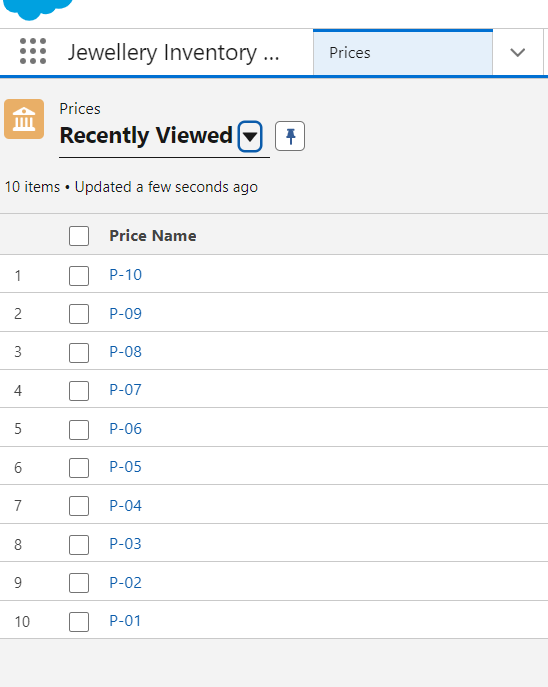 Jewellery Inventory ...
Prices
Prices
Recently Viewed
10 items • Updated a few seconds ago
Price Name
1 P-10
2 P-09
3 P-08
4 P-07
5 P-06
6 P-05
7 P-04
8 P-03
9 P-02
10 P-01